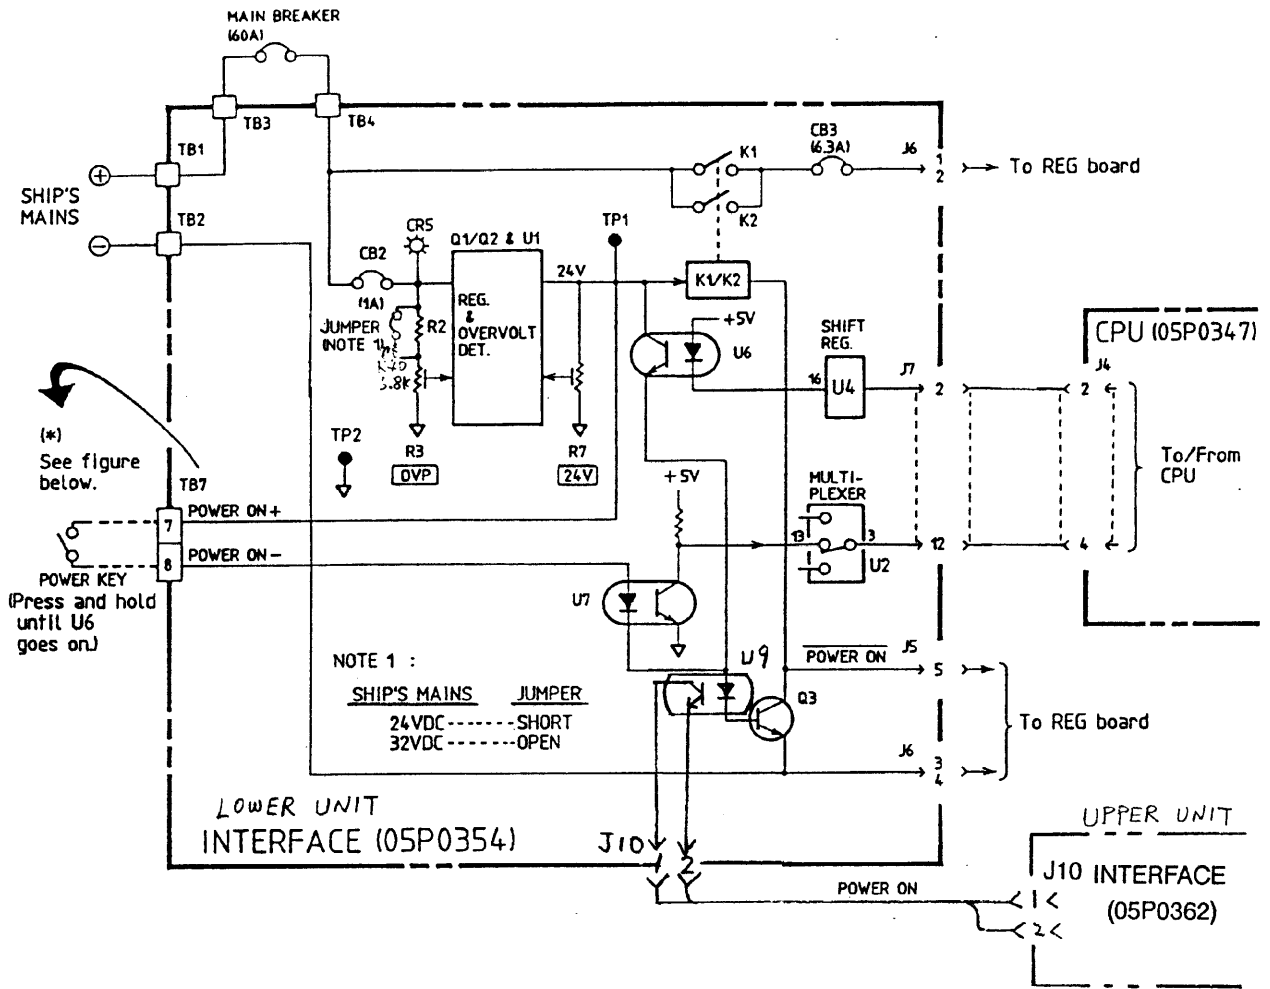 MAIN BREAKER
(60A)
TB3
TB4
TB1
SHIP'S
MAINS
TB2
K1
K2
CB3
(6.3A)
J6
1
2
To REG board
TP1
CR5
Q1/Q2 & U1
CB2
(1A)
24V
K1/K2
REG.
&
OVERVOLT
DET.
JUMPER
(NOTE 1)
R2
+5V
U6
SHIFT
REG.
16
U4
J7
2
CPU (05P0347)
J4
2
(*)
See figure
below.
TP2
R3
OVP
R7
24V
To/From
CPU
TB7
+5V
MULTI-
PLEXER
7
POWER ON+
13
3
12
4
8
POWER ON-
U2
POWER KEY
(Press and hold
until U6
goes on.)
U7
NOTE 1 :
SHIP'S MAINS JUMPER
24VDC-------SHORT
32VDC-------OPEN
U9
POWER ON
J5
5
Q3
To REG board
J6
3
4
LOWER UNIT
INTERFACE (05P0354)
J10
1 2
UPPER UNIT
POWER ON
J10 INTERFACE
(05P0362)
1
2